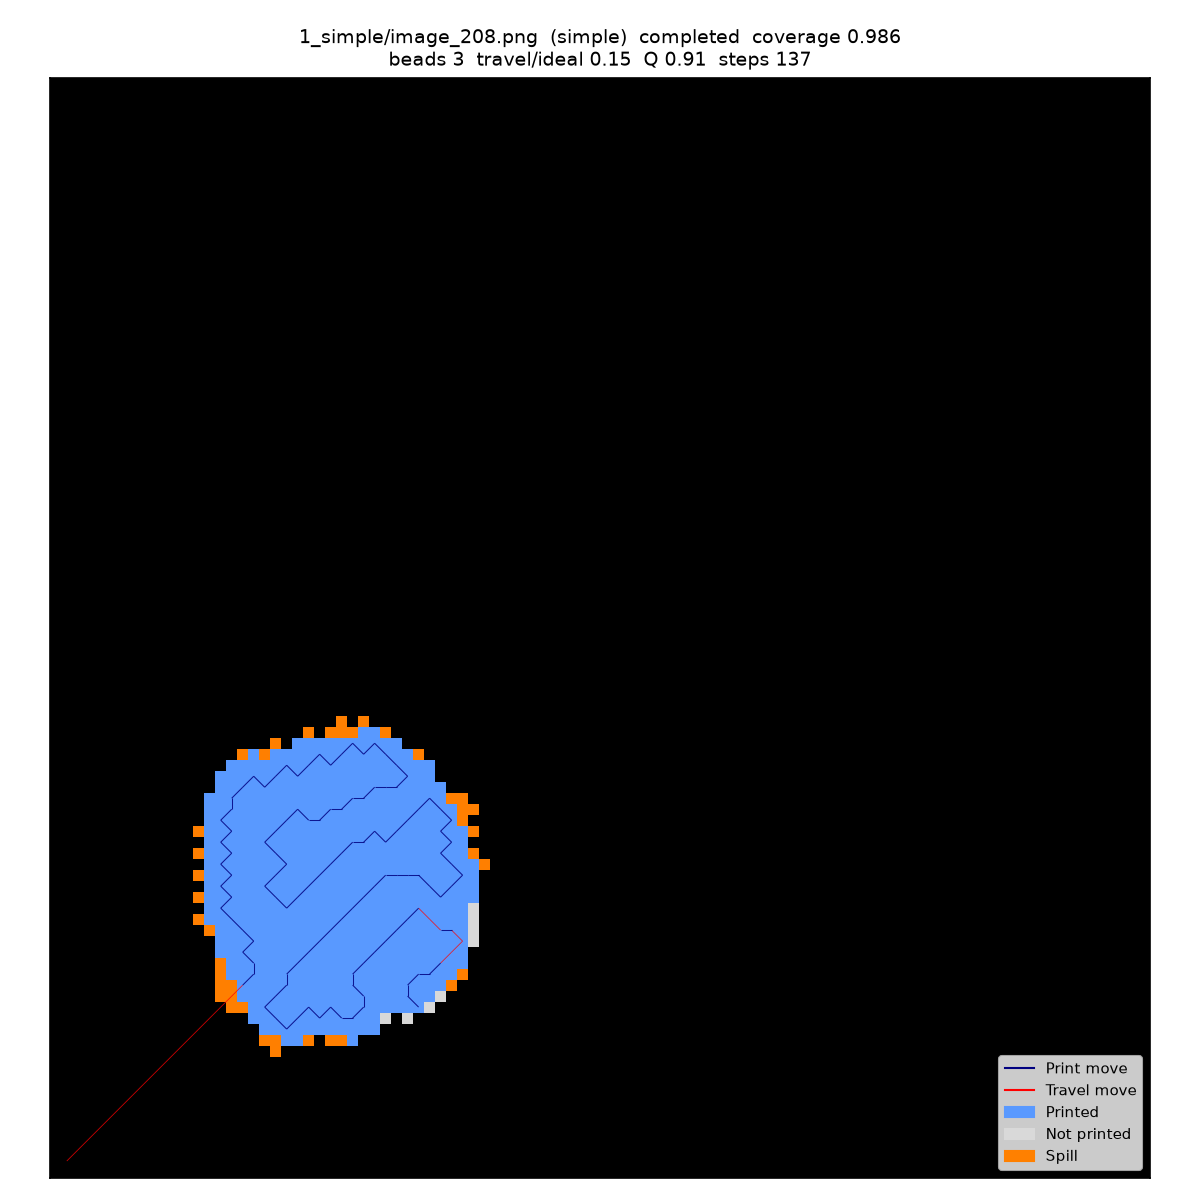 1_simple/image_208.png  (simple)  completed  coverage 0.986
beads 3  travel/ideal 0.15  Q 0.91  steps 137
Print move
Travel move
Printed
Not printed
Spill